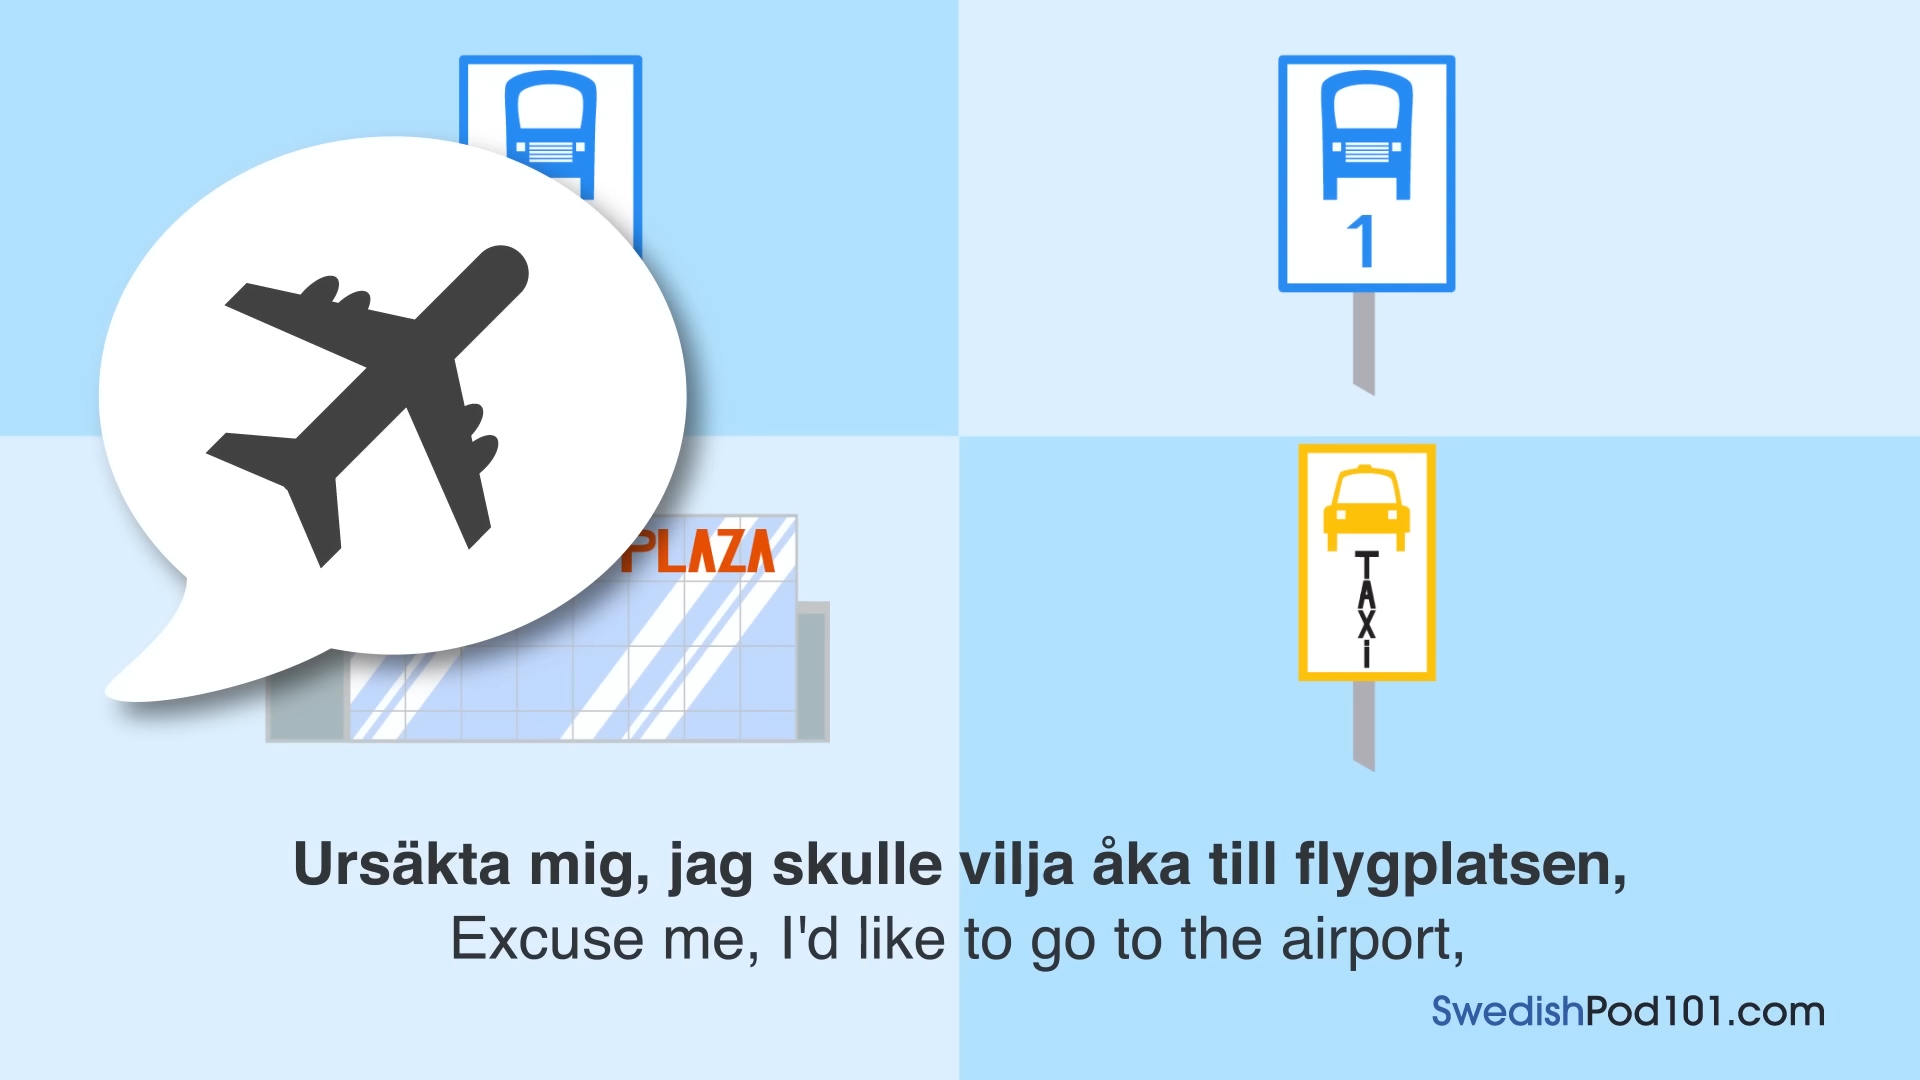 1
PLAZA
TAXi
Ursäkta mig, jag skulle vilja åka till flygplatsen,
Excuse me, I'd like to go to the airport,
SwedishPod101.com